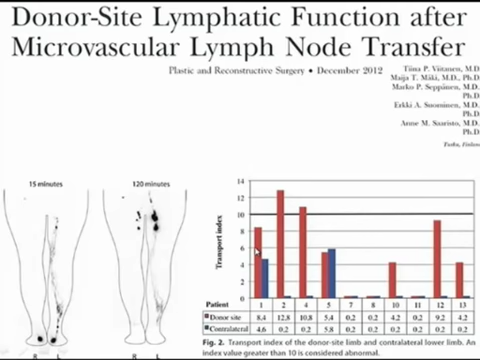 Donor-Site Lymphatic Function after
Microvascular Lymph Node Transfer
Plastic and Reconstructive Surgery • December 2012
Tiina P. Viitanen, M.D.
Maija T. Mäki, M.D., Ph.D.
Marko P. Seppänen, M.D.
Ph.D.
Erkki A. Suominen, M.D.
Ph.D.
Anne M. Saaristo, M.D.
Ph.D.
Turku, Finland
15 minutes
120 minutes
R L
R L
Transport index
14
12
10
8
6
4
2
0
Patient 1 2 4 5 7 8 10 11 12 13
Donor site 8,4 12,8 10,8 5,4 0.2 0.2 4.2 0.2 9.2 4.2
Contralateral 4,6 0.2 0.2 5.8 0.2 0.2 0.2 0.2 0.2 0.2
Fig. 2. Transport index of the donor-site limb and contralateral lower limb. An
index value greater than 10 is considered abnormal.